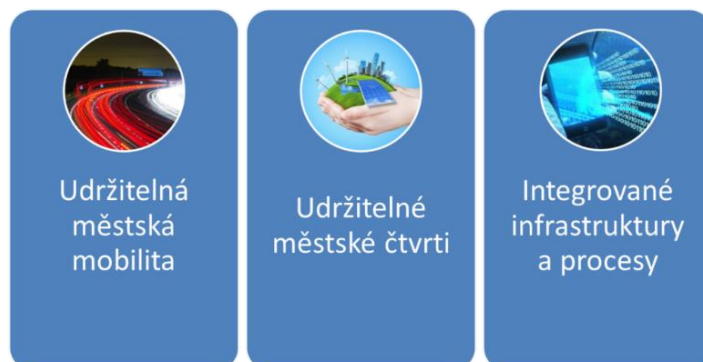 Udržitelná
městská
mobilita
Udržitelné
městské čtvrti
Integrované
infrastruktury
a procesy